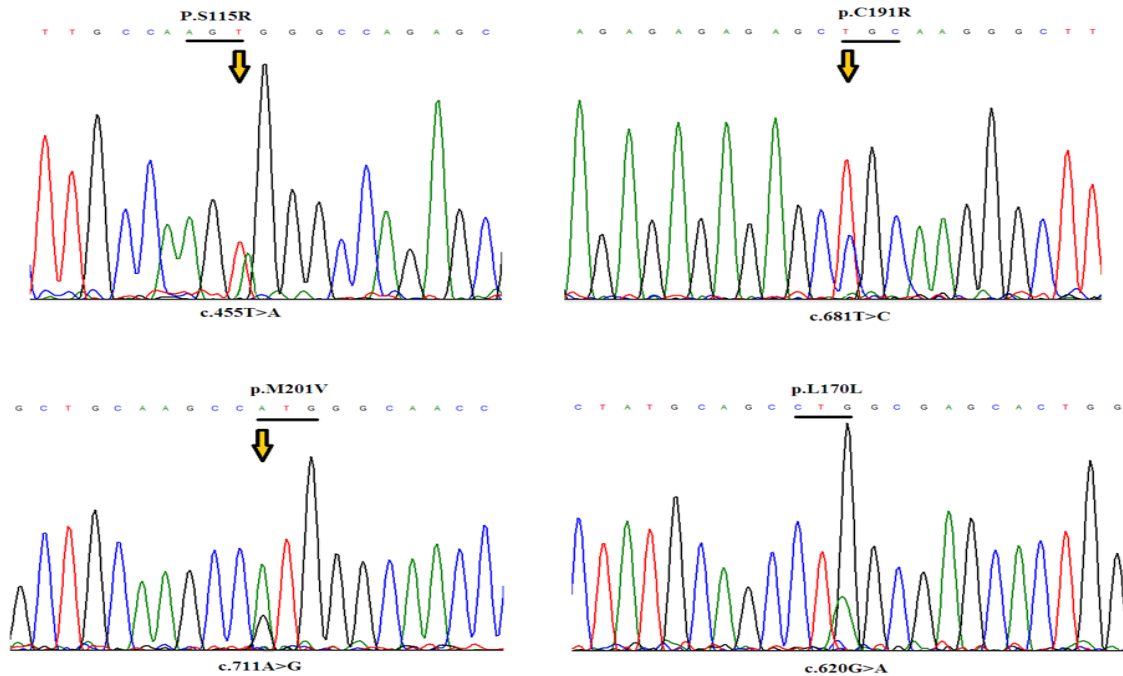 P.S115R
T T G C C A A G T G G G C C A G A G C
c.455T>A
p.C191R
A G A G A G A G A G C T G C A A G G G C T T
c.681T>C
p.M201V
G C T G C A A G C C A T G G G C A A C C
c.711A>G
p.L170L
C T A T G C A G C C T G G C G A G C A C T G G
c.620G>A